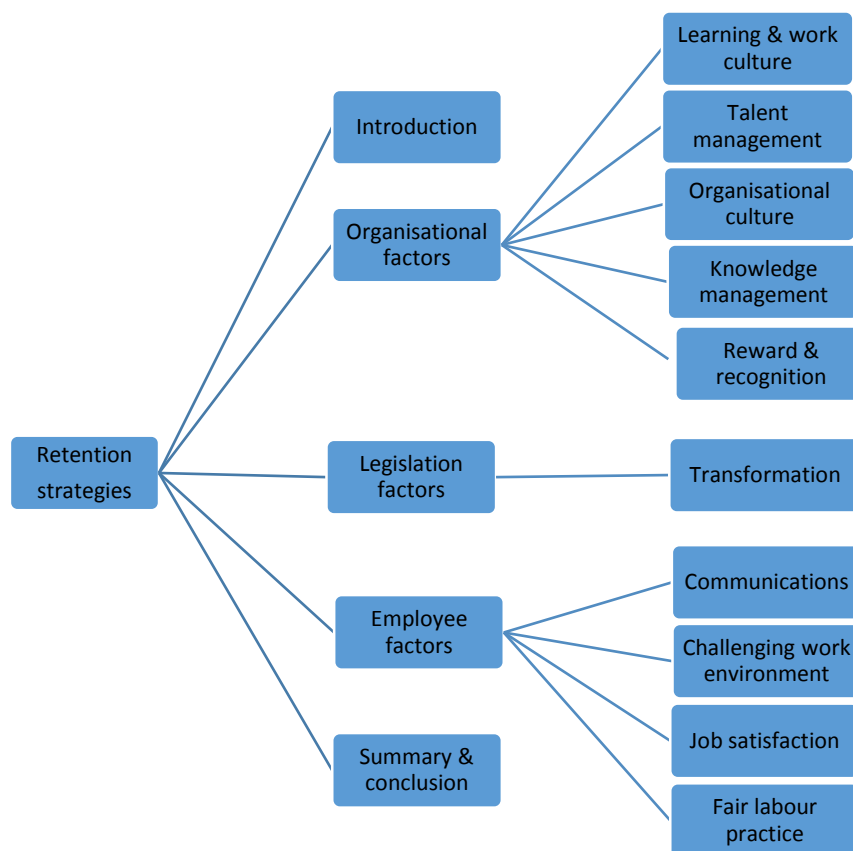 Retention
strategies
Introduction
Organisational
factors
Learning & work
culture
Talent
management
Organisational
culture
Knowledge
management
Reward &
recognition
Legislation
factors
Transformation
Employee
factors
Communications
Challenging work
environment
Job satisfaction
Fair labour
practice
Summary &
conclusion